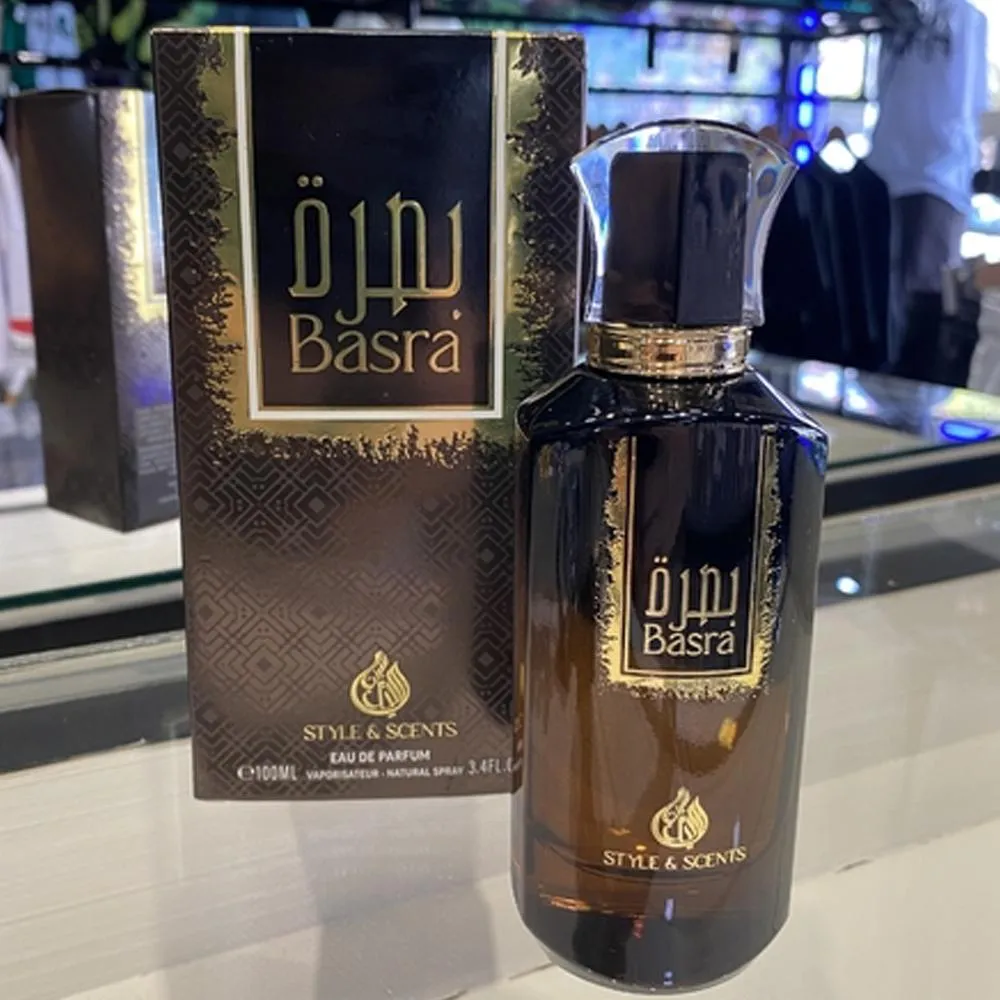 بصرة
Basra
STYLE & SCENTS
EAU DE PARFUM
℮100ML VAPORISATEUR - NATURAL SPRAY 3.4FL.
بصرة
Basra
STYLE & SCENTS